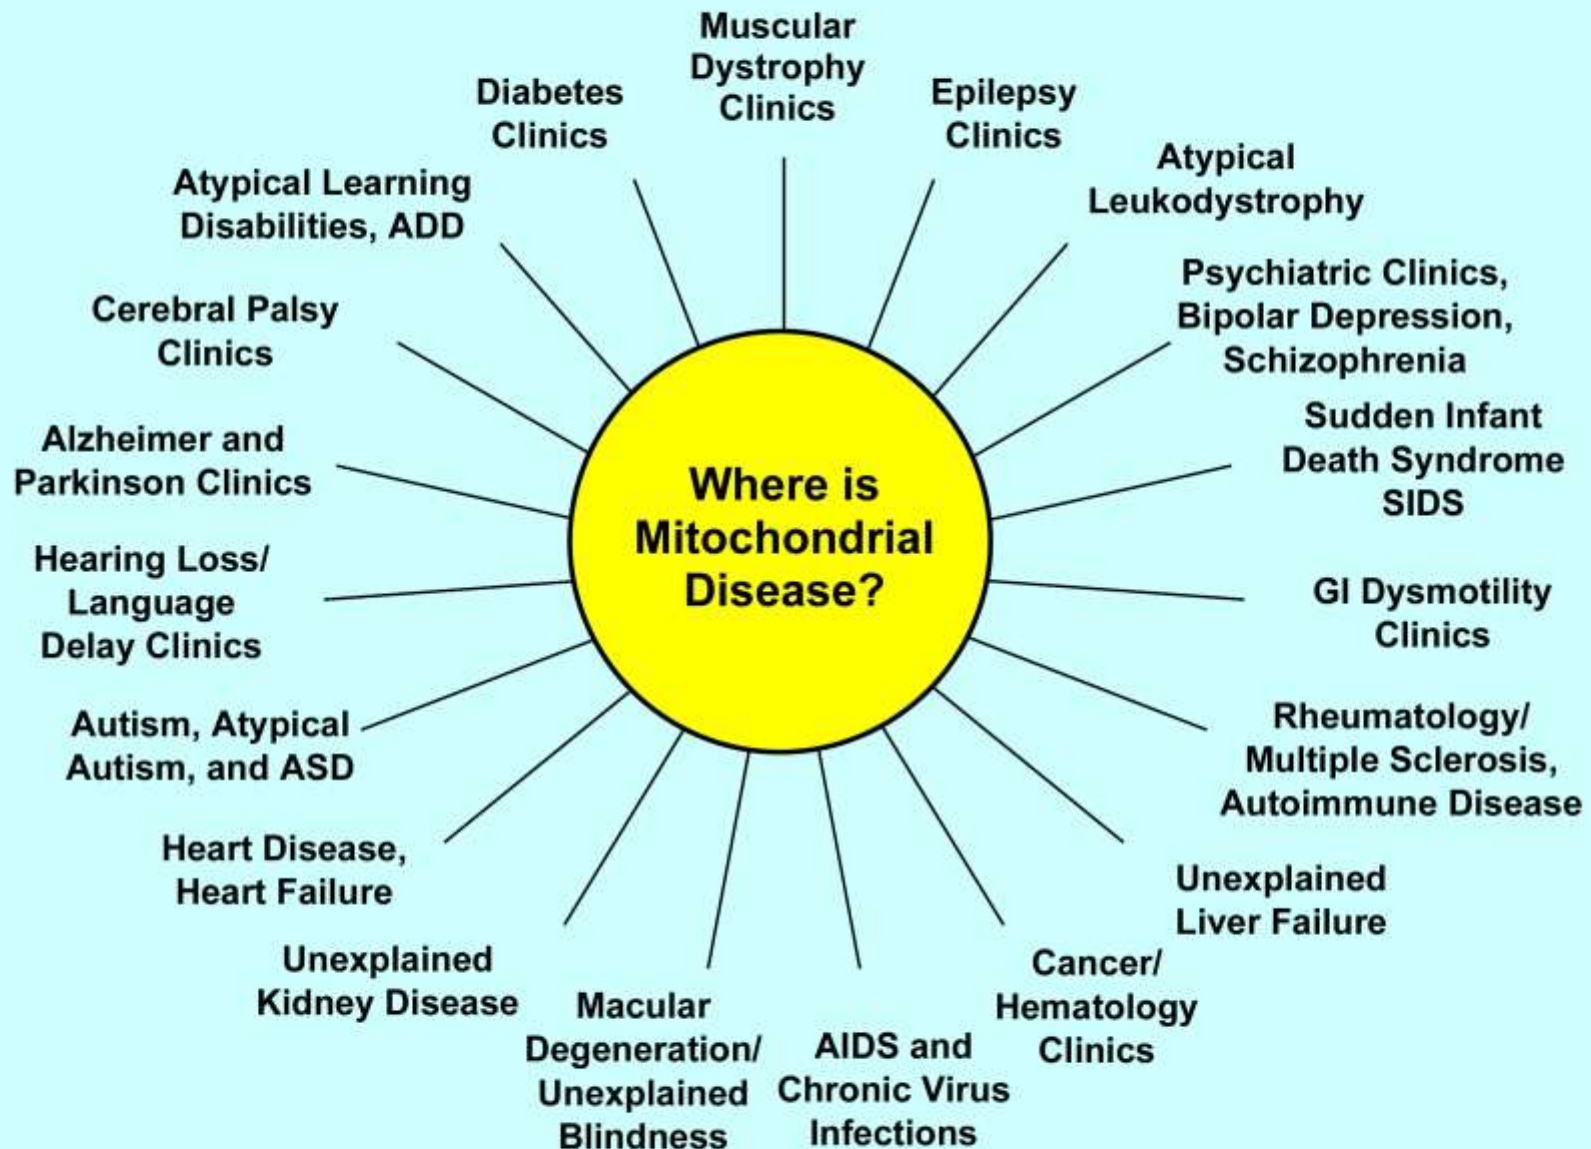 Where is
Mitochondrial
Disease?
Muscular
Dystrophy
Clinics
Epilepsy
Clinics
Atypical
Leukodystrophy
Psychiatric Clinics,
Bipolar Depression,
Schizophrenia
Sudden Infant
Death Syndrome
SIDS
GI Dysmotility
Clinics
Rheumatology/
Multiple Sclerosis,
Autoimmune Disease
Unexplained
Liver Failure
Cancer/
Hematology
Clinics
AIDS and
Chronic Virus
Infections
Macular
Degeneration/
Unexplained
Blindness
Unexplained
Kidney Disease
Heart Disease,
Heart Failure
Autism, Atypical
Autism, and ASD
Hearing Loss/
Language
Delay Clinics
Alzheimer and
Parkinson Clinics
Cerebral Palsy
Clinics
Atypical Learning
Disabilities, ADD
Diabetes
Clinics